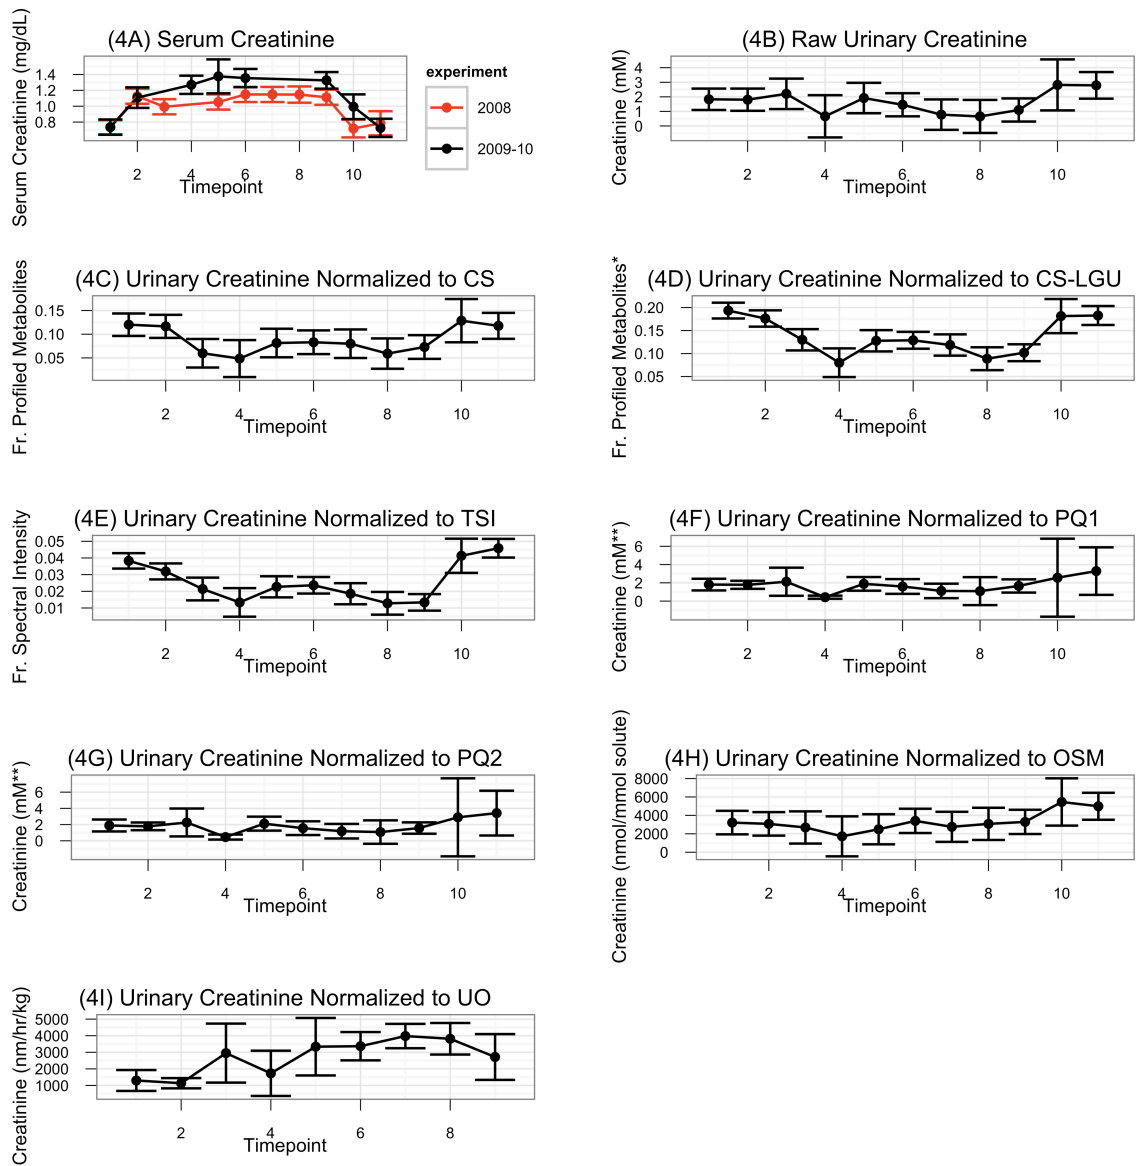 (4A) Serum Creatinine
Serum Creatinine (mg/dL)
1.4
1.2
1.0
0.8
2 4 6 8 10
Timepoint
experiment
2008
2009-10
(4B) Raw Urinary Creatinine
Creatinine (mM)
4
3
2
1
0
2 4 6 8 10
Timepoint
(4C) Urinary Creatinine Normalized to CS
Fr. Profiled Metabolites
0.15
0.10
0.05
2 4 6 8 10
Timepoint
(4D) Urinary Creatinine Normalized to CS-LGU
Fr. Profiled Metabolites*
0.20
0.15
0.10
0.05
2 4 6 8 10
Timepoint
(4E) Urinary Creatinine Normalized to TSI
Fr. Spectral Intensity
0.05
0.04
0.03
0.02
0.01
2 4 6 8 10
Timepoint
(4F) Urinary Creatinine Normalized to PQ1
Creatinine (mM**)
6
4
2
0
2 4 6 8 10
Timepoint
(4G) Urinary Creatinine Normalized to PQ2
Creatinine (mM**)
6
4
2
0
2 4 6 8 10
Timepoint
(4H) Urinary Creatinine Normalized to OSM
Creatinine (nmol/mmol solute)
8000
6000
4000
2000
0
2 4 6 8 10
Timepoint
(4I) Urinary Creatinine Normalized to UO
Creatinine (nm/hr/kg)
5000
4000
3000
2000
1000
2 4 6 8
Timepoint